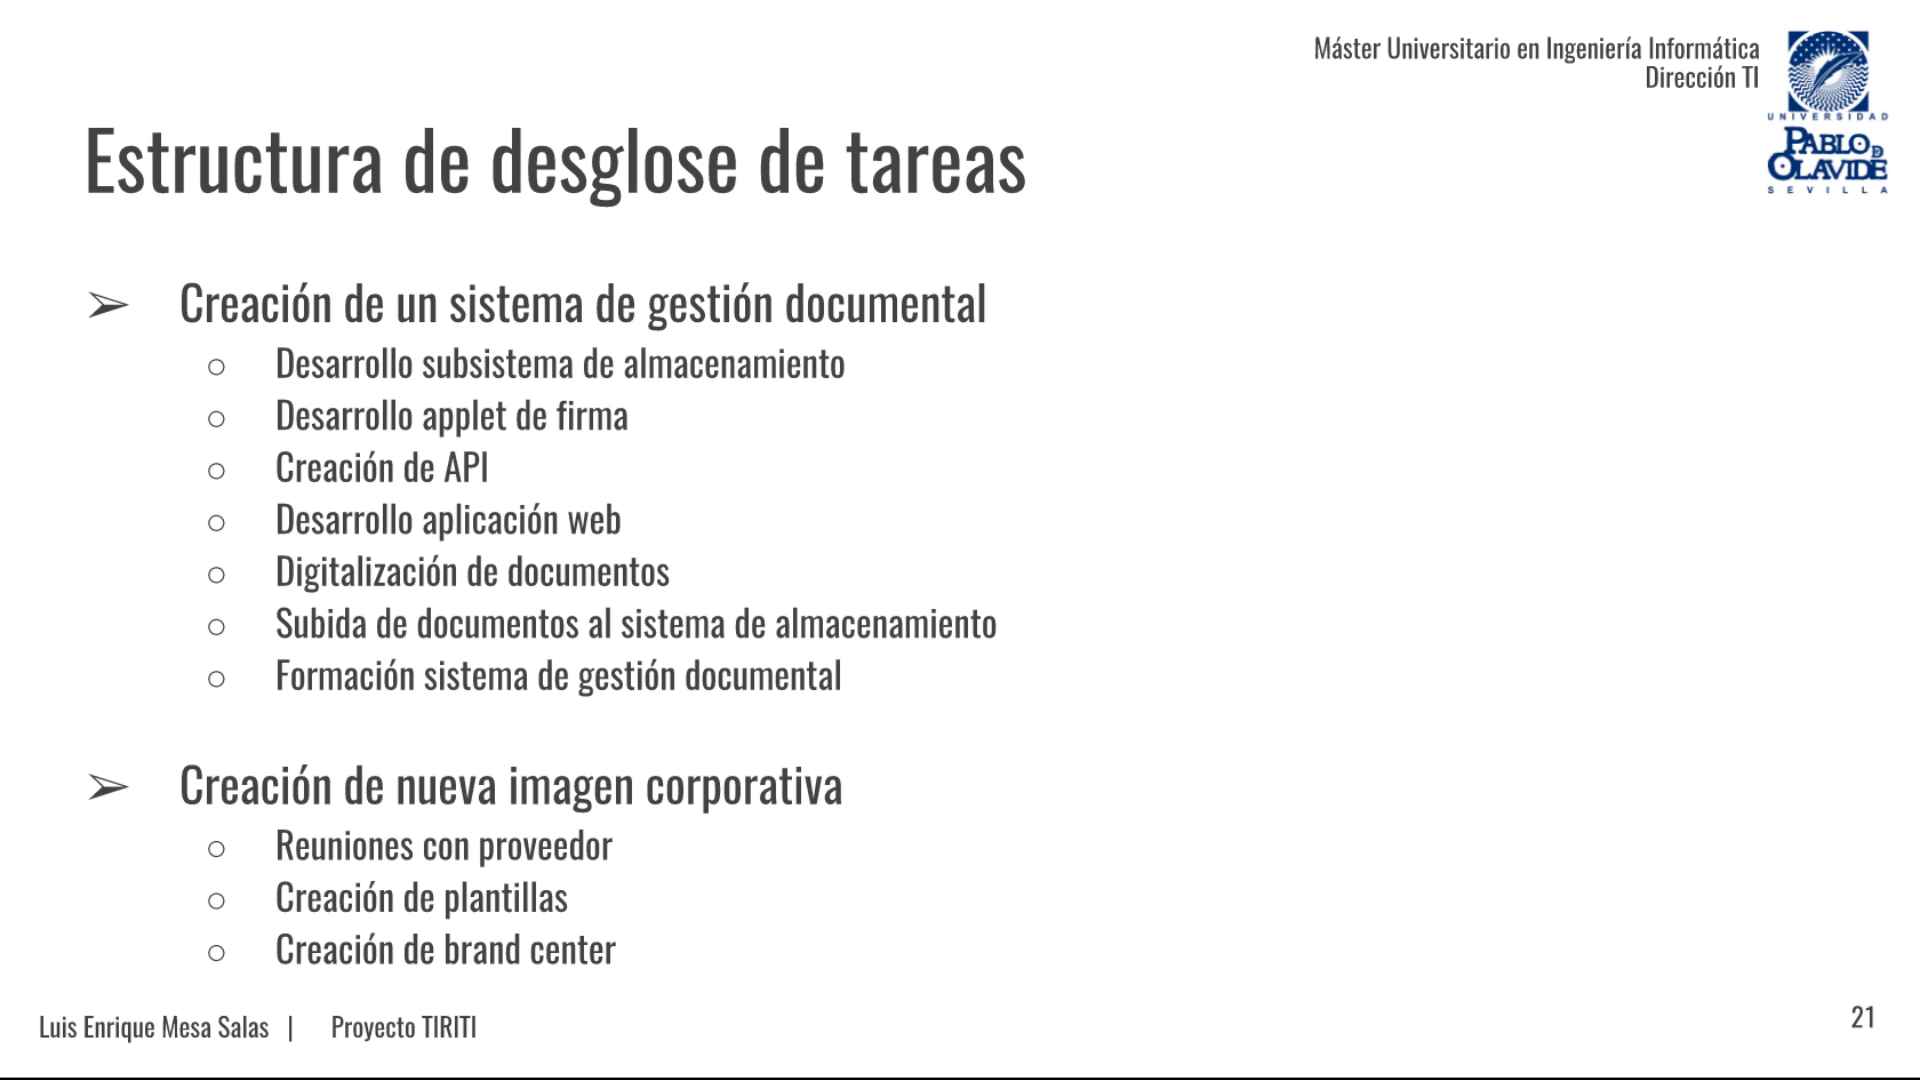 Máster Universitario en Ingeniería Informática
Dirección TI
UNIVERSIDAD
PABLO DE
OLAVIDE
SEVILLA
Estructura de desglose de tareas
➢ Creación de un sistema de gestión documental
○ Desarrollo subsistema de almacenamiento
○ Desarrollo applet de firma
○ Creación de API
○ Desarrollo aplicación web
○ Digitalización de documentos
○ Subida de documentos al sistema de almacenamiento
○ Formación sistema de gestión documental
➢ Creación de nueva imagen corporativa
○ Reuniones con proveedor
○ Creación de plantillas
○ Creación de brand center
Luis Enrique Mesa Salas | Proyecto TIRITI
21